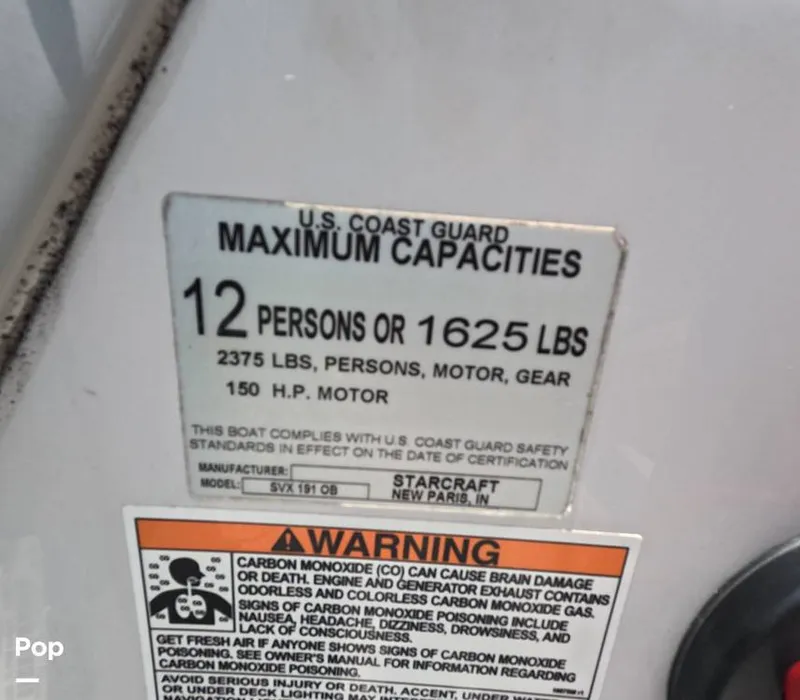 U.S. COAST GUARD
MAXIMUM CAPACITIES
12 PERSONS OR 1625 LBS
2375 LBS, PERSONS, MOTOR, GEAR
150 H.P. MOTOR
THIS BOAT COMPLIES WITH U.S. COAST GUARD SAFETY
STANDARDS IN EFFECT ON THE DATE OF CERTIFICATION
MANUFACTURER: STARCRAFT
MODEL: SVX 191 OB NEW PARIS, IN
WARNING
CARBON MONOXIDE (CO) CAN CAUSE BRAIN DAMAGE
OR DEATH. ENGINE AND GENERATOR EXHAUST CONTAINS
ODORLESS AND COLORLESS CARBON MONOXIDE GAS.
SIGNS OF CARBON MONOXIDE POISONING INCLUDE
NAUSEA, HEADACHE, DIZZINESS, DROWSINESS, AND
LACK OF CONSCIOUSNESS.
GET FRESH AIR IF ANYONE SHOWS SIGNS OF CARBON MONOXIDE
POISONING. SEE OWNER'S MANUAL FOR INFORMATION REGARDING
CARBON MONOXIDE POISONING.
AVOID SERIOUS INJURY OR DEATH. ACCENT, UNDER
OR UNDER DECK LIGHTING MAY
Pop